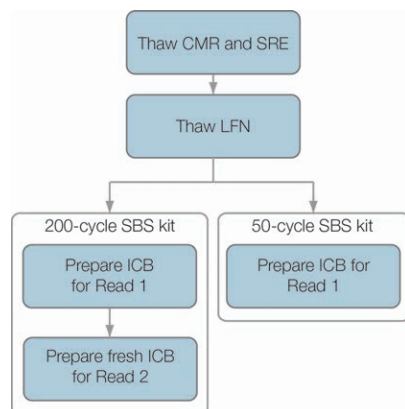 Thaw CMR and SRE
Thaw LFN
200-cycle SBS kit
Prepare ICB
for Read 1
Prepare fresh ICB
for Read 2
50-cycle SBS kit
Prepare ICB for
Read 1